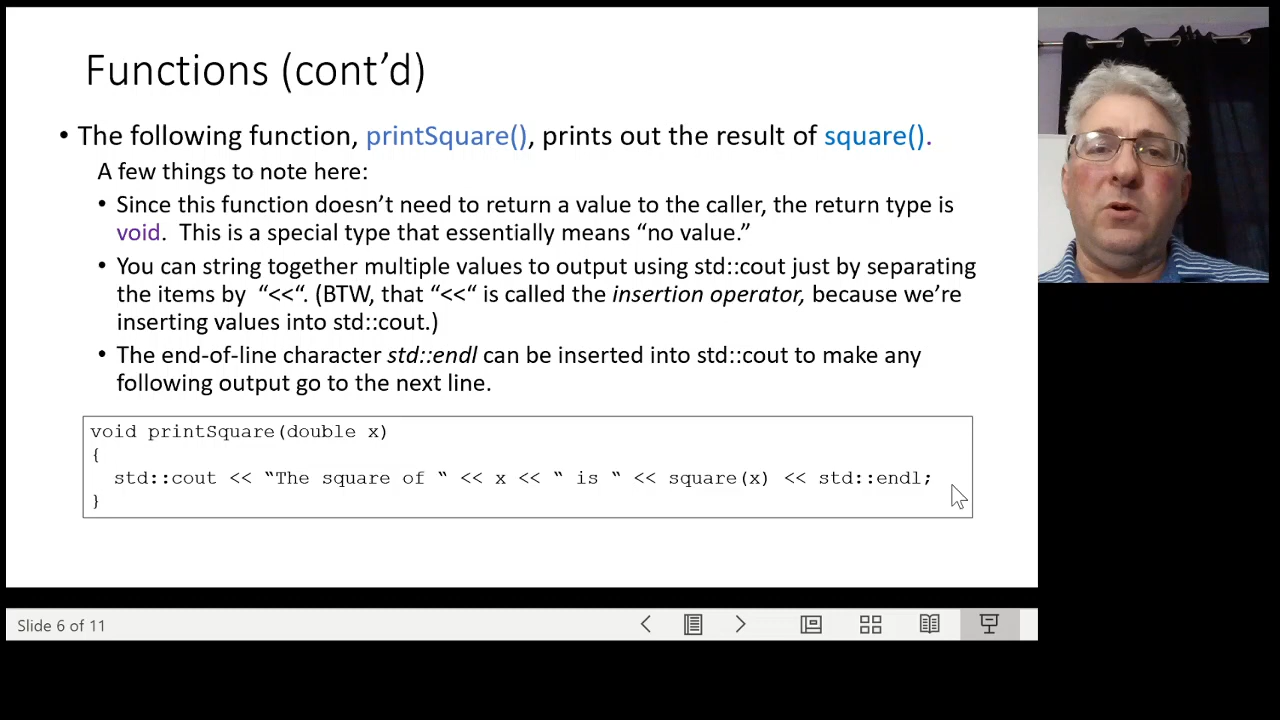 Functions (cont’d)
• The following function, printSquare(), prints out the result of square().
A few things to note here:
• Since this function doesn’t need to return a value to the caller, the return type is
void.  This is a special type that essentially means “no value.”
• You can string together multiple values to output using std::cout just by separating
the items by  “<<“. (BTW, that “<<“ is called the insertion operator, because we’re
inserting values into std::cout.)
• The end-of-line character std::endl can be inserted into std::cout to make any
following output go to the next line.
void printSquare(double x)
{
  std::cout << “The square of “ << x << “ is “ << square(x) << std::endl;
}
Slide 6 of 11